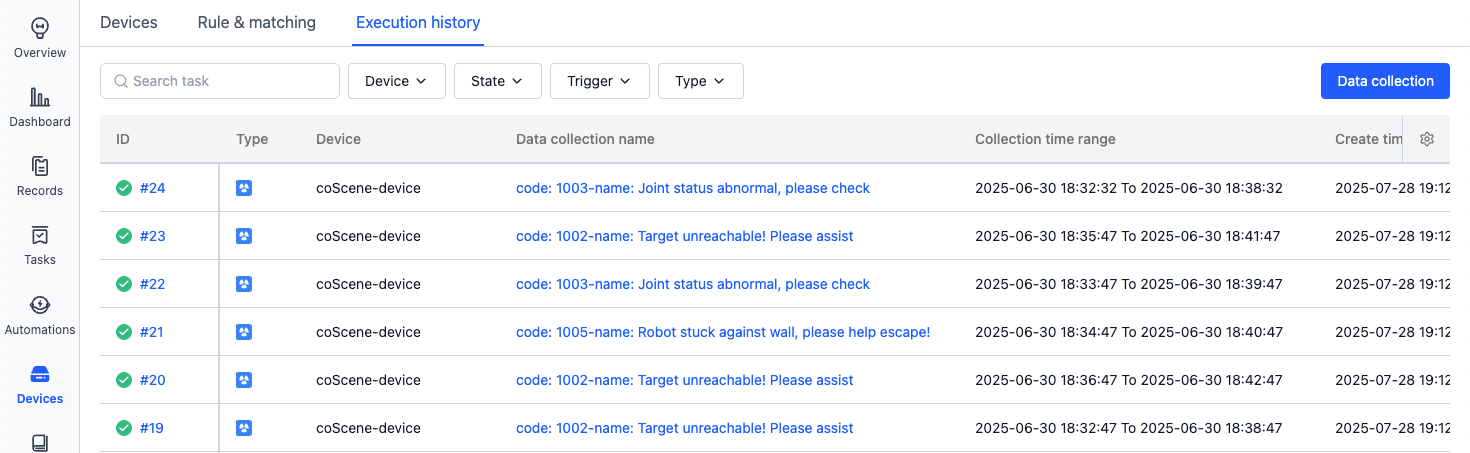 Overview
Dashboard
Records
Tasks
Automations
Devices
Devices Rule & matching Execution history
Search task Device State Trigger Type Data collection
ID Type Device Data collection name Collection time range Create tim
#24 coScene-device code: 1003-name: Joint status abnormal, please check 2025-06-30 18:32:32 To 2025-06-30 18:38:32 2025-07-28 19:12
#23 coScene-device code: 1002-name: Target unreachable! Please assist 2025-06-30 18:35:47 To 2025-06-30 18:41:47 2025-07-28 19:12
#22 coScene-device code: 1003-name: Joint status abnormal, please check 2025-06-30 18:33:47 To 2025-06-30 18:39:47 2025-07-28 19:12
#21 coScene-device code: 1005-name: Robot stuck against wall, please help escape! 2025-06-30 18:34:47 To 2025-06-30 18:40:47 2025-07-28 19:12
#20 coScene-device code: 1002-name: Target unreachable! Please assist 2025-06-30 18:36:47 To 2025-06-30 18:42:47 2025-07-28 19:12
#19 coScene-device code: 1002-name: Target unreachable! Please assist 2025-06-30 18:32:47 To 2025-06-30 18:38:47 2025-07-28 19:12